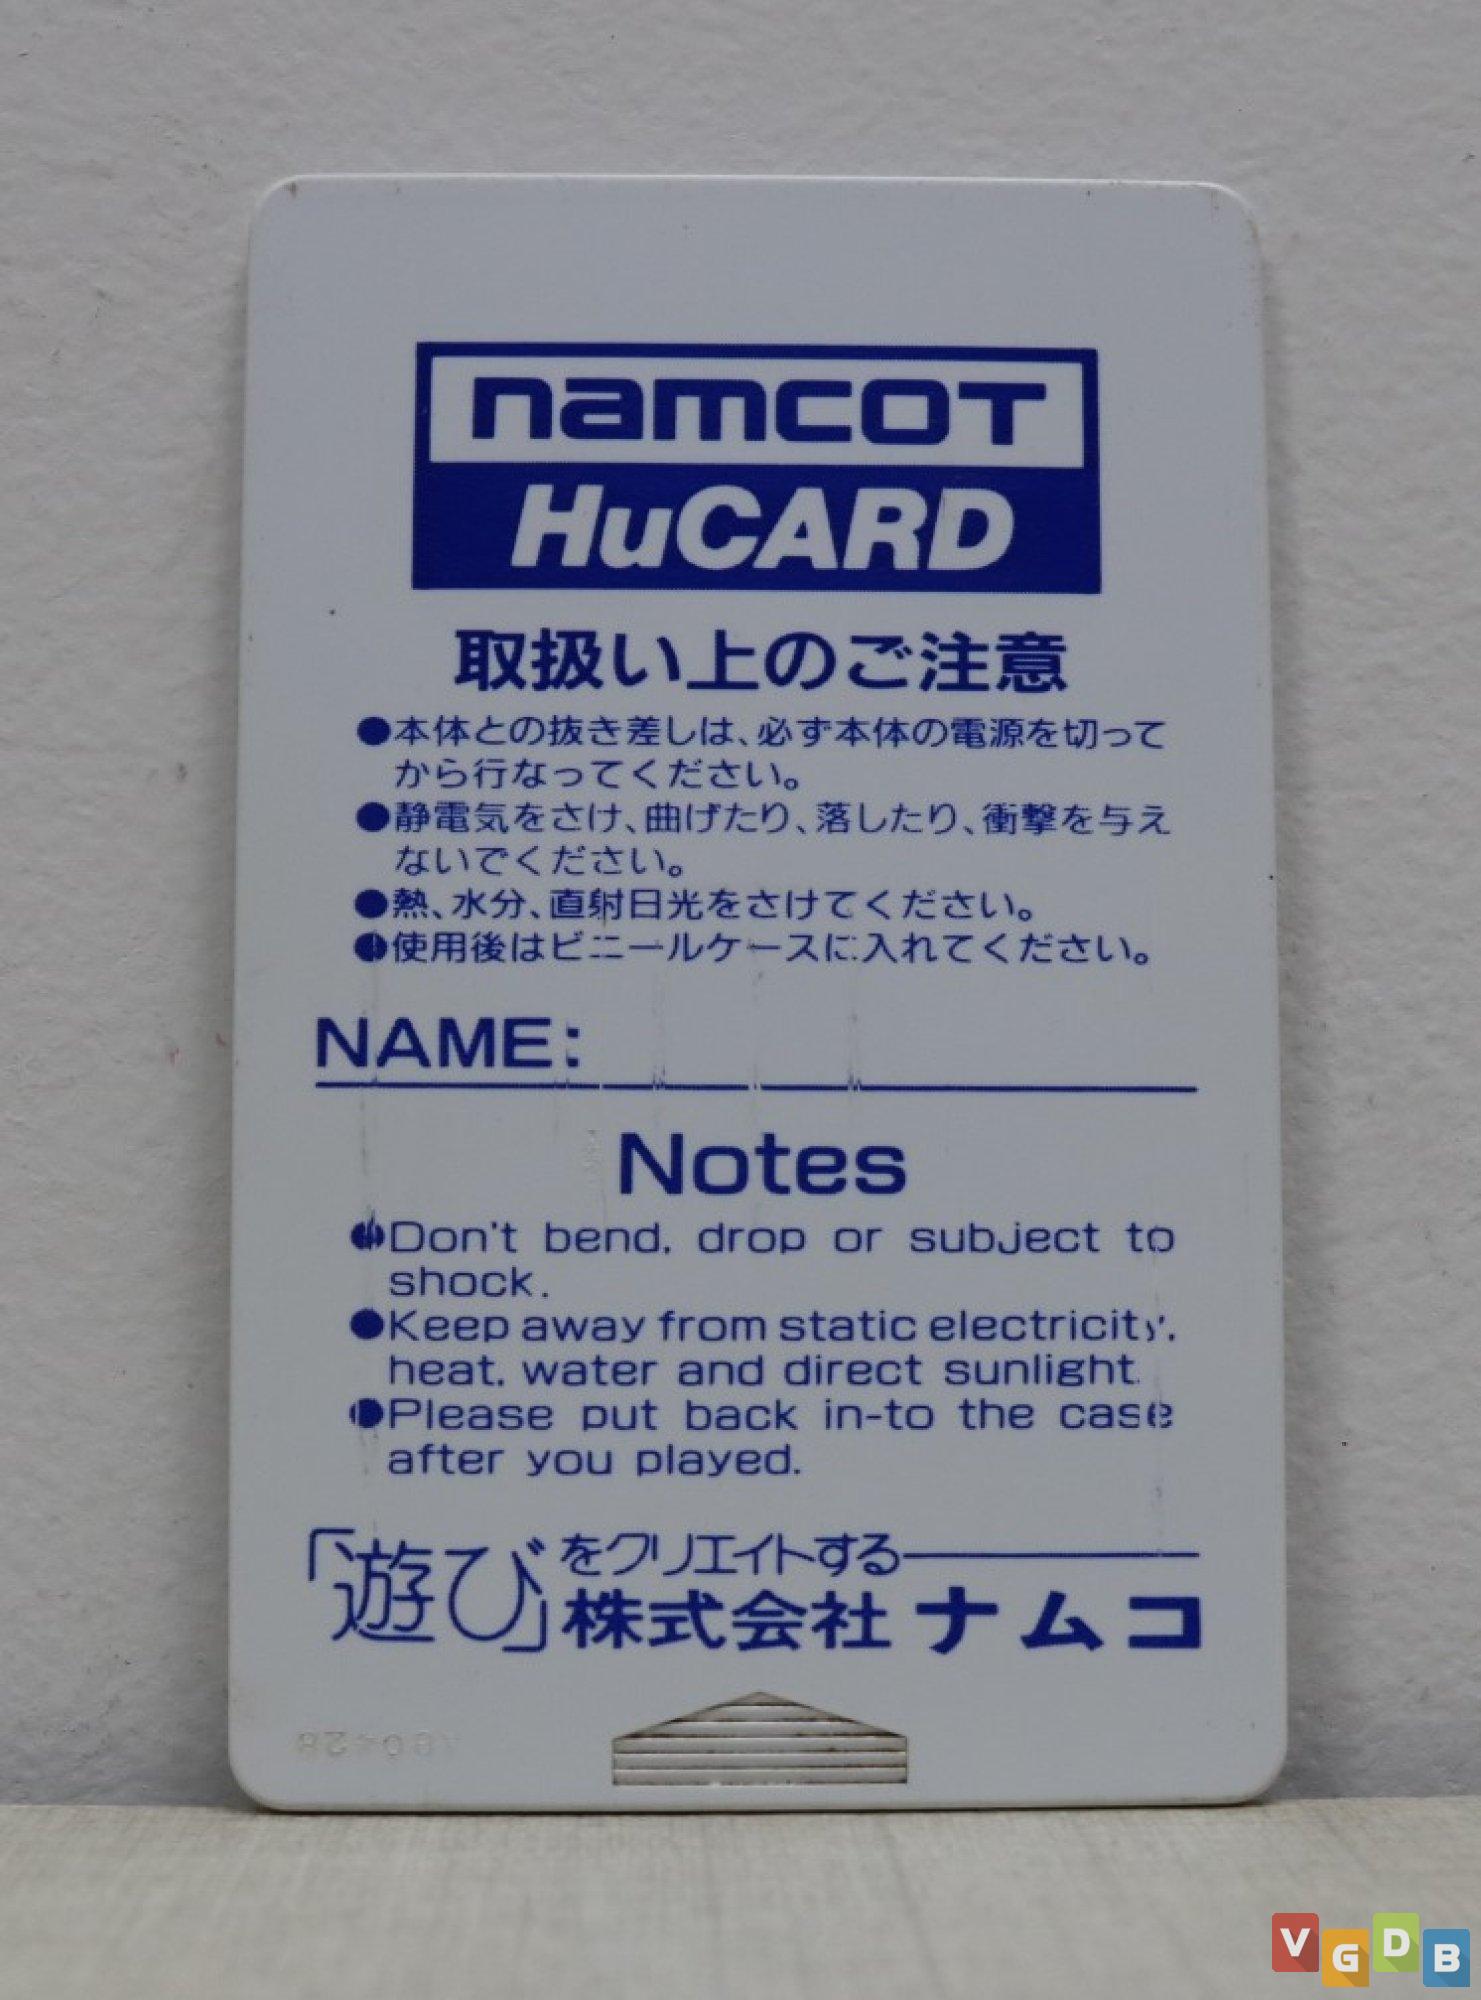 namcoT
HuCARD
取扱い上のご注意
●本体との抜き差しは、必ず本体の電源を切って
から行なってください。
●静電気をさけ、曲げたり、落したり、衝撃を与え
ないでください。
●熱、水分、直射日光をさけてください。
●使用後はビニールケースに入れてください。
NAME:
Notes
●Don't bend, drop or subject to
shock.
●Keep away from static electricity,
heat, water and direct sunlight.
●Please put back in-to the case
after you played.
「遊び」をクリエイトする
株式会社ナムコ
VGDB